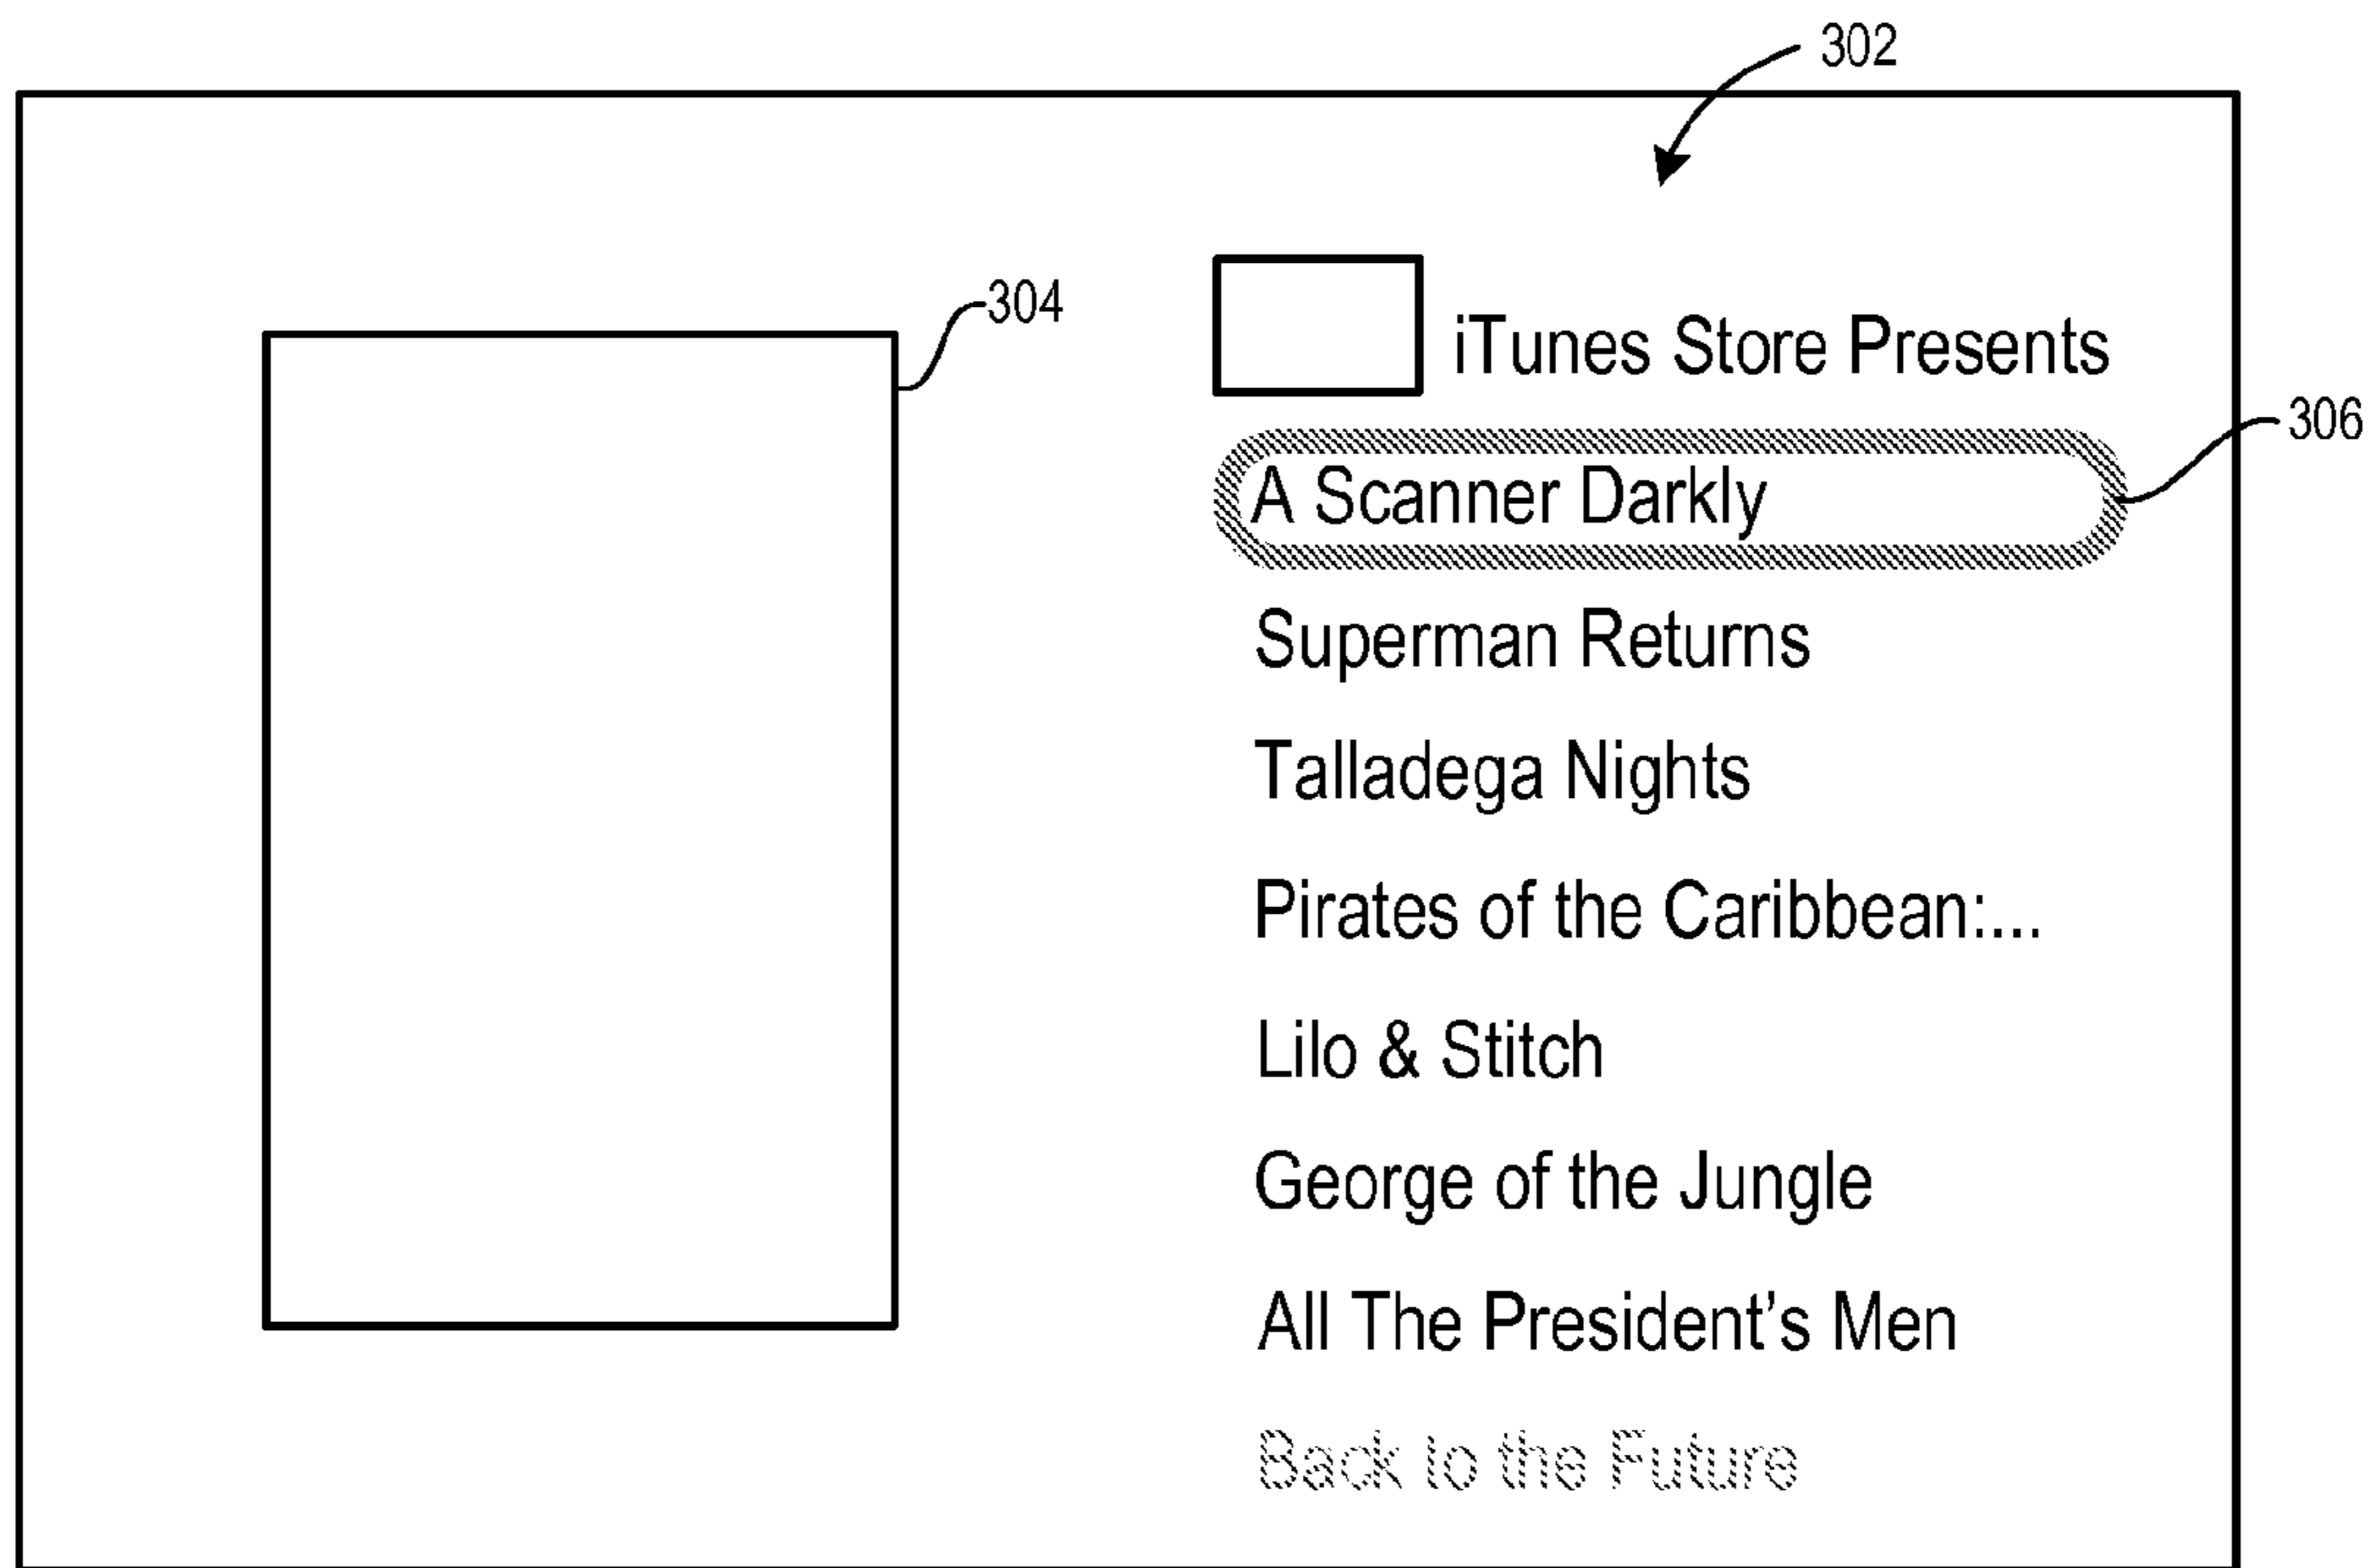 302
304
iTunes Store Presents
306
A Scanner Darkly
Superman Returns
Talladega Nights
Pirates of the Caribbean:...
Lilo & Stitch
George of the Jungle
All The President’s Men
Back to the Future